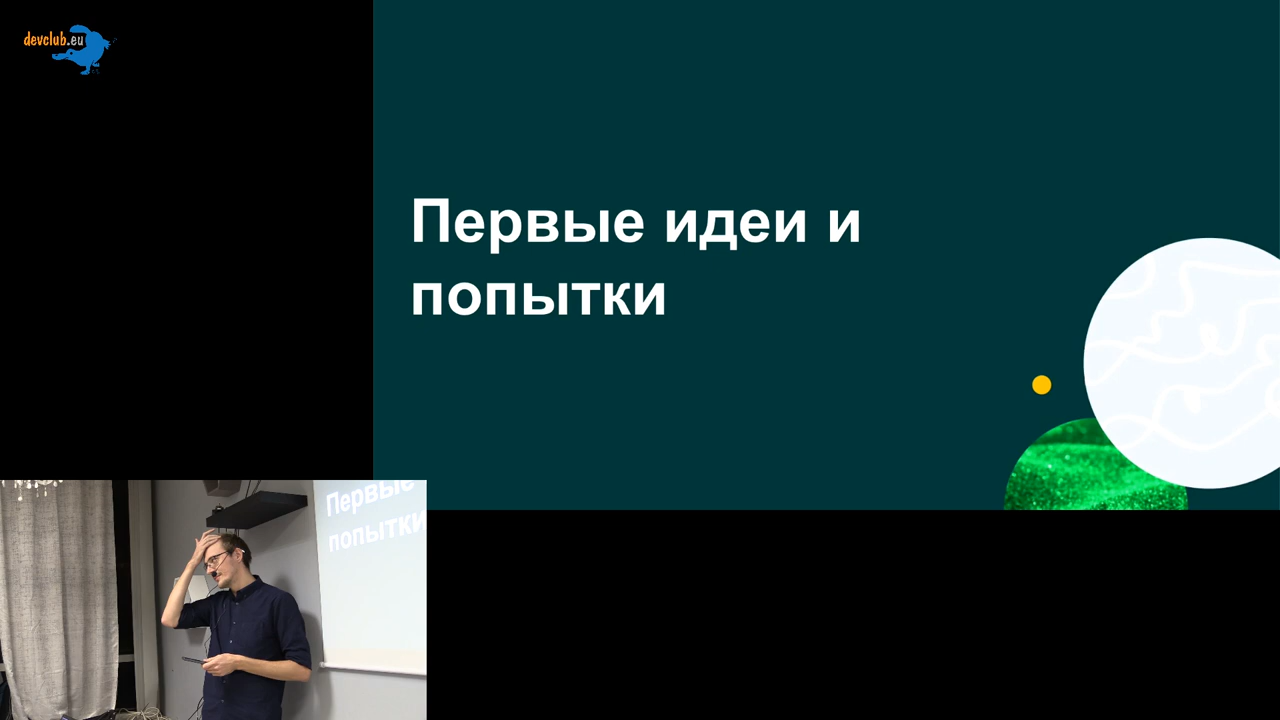 devclub.eu
Первые идеи и
попытки
Первые
попытки